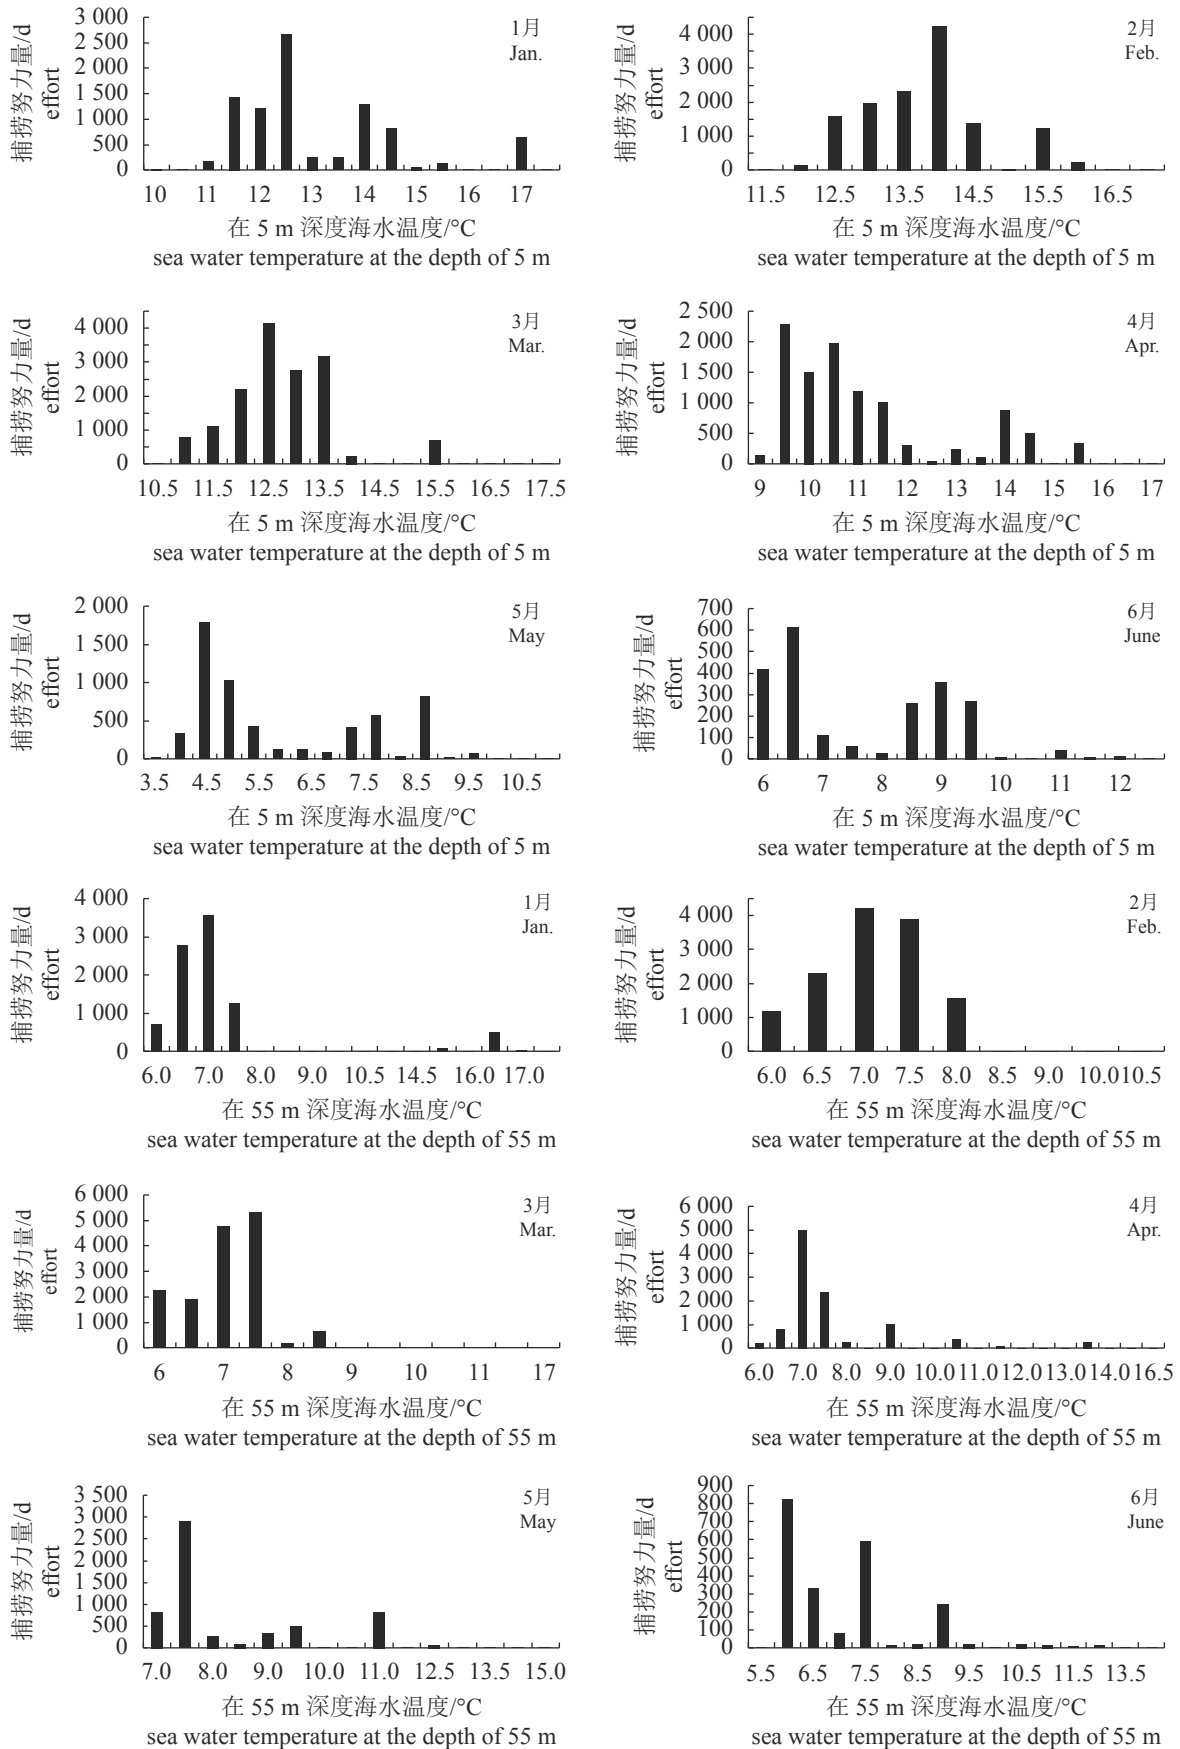 捕捞努力量/d
effort
3 000
2 500
2 000
1 500
1 000
500
0
1月
Jan.
10 11 12 13 14 15 16 17
在 5 m 深度海水温度/°C
sea water temperature at the depth of 5 m
捕捞努力量/d
effort
4 000
3 000
2 000
1 000
0
2月
Feb.
11.5 12.5 13.5 14.5 15.5 16.5
在 5 m 深度海水温度/°C
sea water temperature at the depth of 5 m
捕捞努力量/d
effort
4 000
3 000
2 000
1 000
0
3月
Mar.
10.5 11.5 12.5 13.5 14.5 15.5 16.5 17.5
在 5 m 深度海水温度/°C
sea water temperature at the depth of 5 m
捕捞努力量/d
effort
2 500
2 000
1 500
1 000
500
0
4月
Apr.
9 10 11 12 13 14 15 16 17
在 5 m 深度海水温度/°C
sea water temperature at the depth of 5 m
捕捞努力量/d
effort
2 000
1 500
1 000
500
0
5月
May
3.5 4.5 5.5 6.5 7.5 8.5 9.5 10.5
在 5 m 深度海水温度/°C
sea water temperature at the depth of 5 m
捕捞努力量/d
effort
700
600
500
400
300
200
100
0
6月
June
6 7 8 9 10 11 12
在 5 m 深度海水温度/°C
sea water temperature at the depth of 5 m
捕捞努力量/d
effort
4 000
3 000
2 000
1 000
0
1月
Jan.
6.0 7.0 8.0 9.0 10.5 14.5 16.0 17.0
在 55 m 深度海水温度/°C
sea water temperature at the depth of 55 m
捕捞努力量/d
effort
4 000
3 000
2 000
1 000
0
2月
Feb.
6.0 6.5 7.0 7.5 8.0 8.5 9.0 10.0 10.5
在 55 m 深度海水温度/°C
sea water temperature at the depth of 55 m
捕捞努力量/d
effort
6 000
5 000
4 000
3 000
2 000
1 000
0
3月
Mar.
6 7 8 9 10 11 17
在 55 m 深度海水温度/°C
sea water temperature at the depth of 55 m
捕捞努力量/d
effort
6 000
5 000
4 000
3 000
2 000
1 000
0
4月
Apr.
6.0 7.0 8.0 9.0 10.0 11.0 12.0 13.0 14.0 16.5
在 55 m 深度海水温度/°C
sea water temperature at the depth of 55 m
捕捞努力量/d
effort
3 500
3 000
2 500
2 000
1 500
1 000
500
0
5月
May
7.0 8.0 9.0 10.0 11.0 12.5 13.5 15.0
在 55 m 深度海水温度/°C
sea water temperature at the depth of 55 m
捕捞努力量/d
effort
900
800
700
600
500
400
300
200
100
0
6月
June
5.5 6.5 7.5 8.5 9.5 10.5 11.5 13.5
在 55 m 深度海水温度/°C
sea water temperature at the depth of 55 m